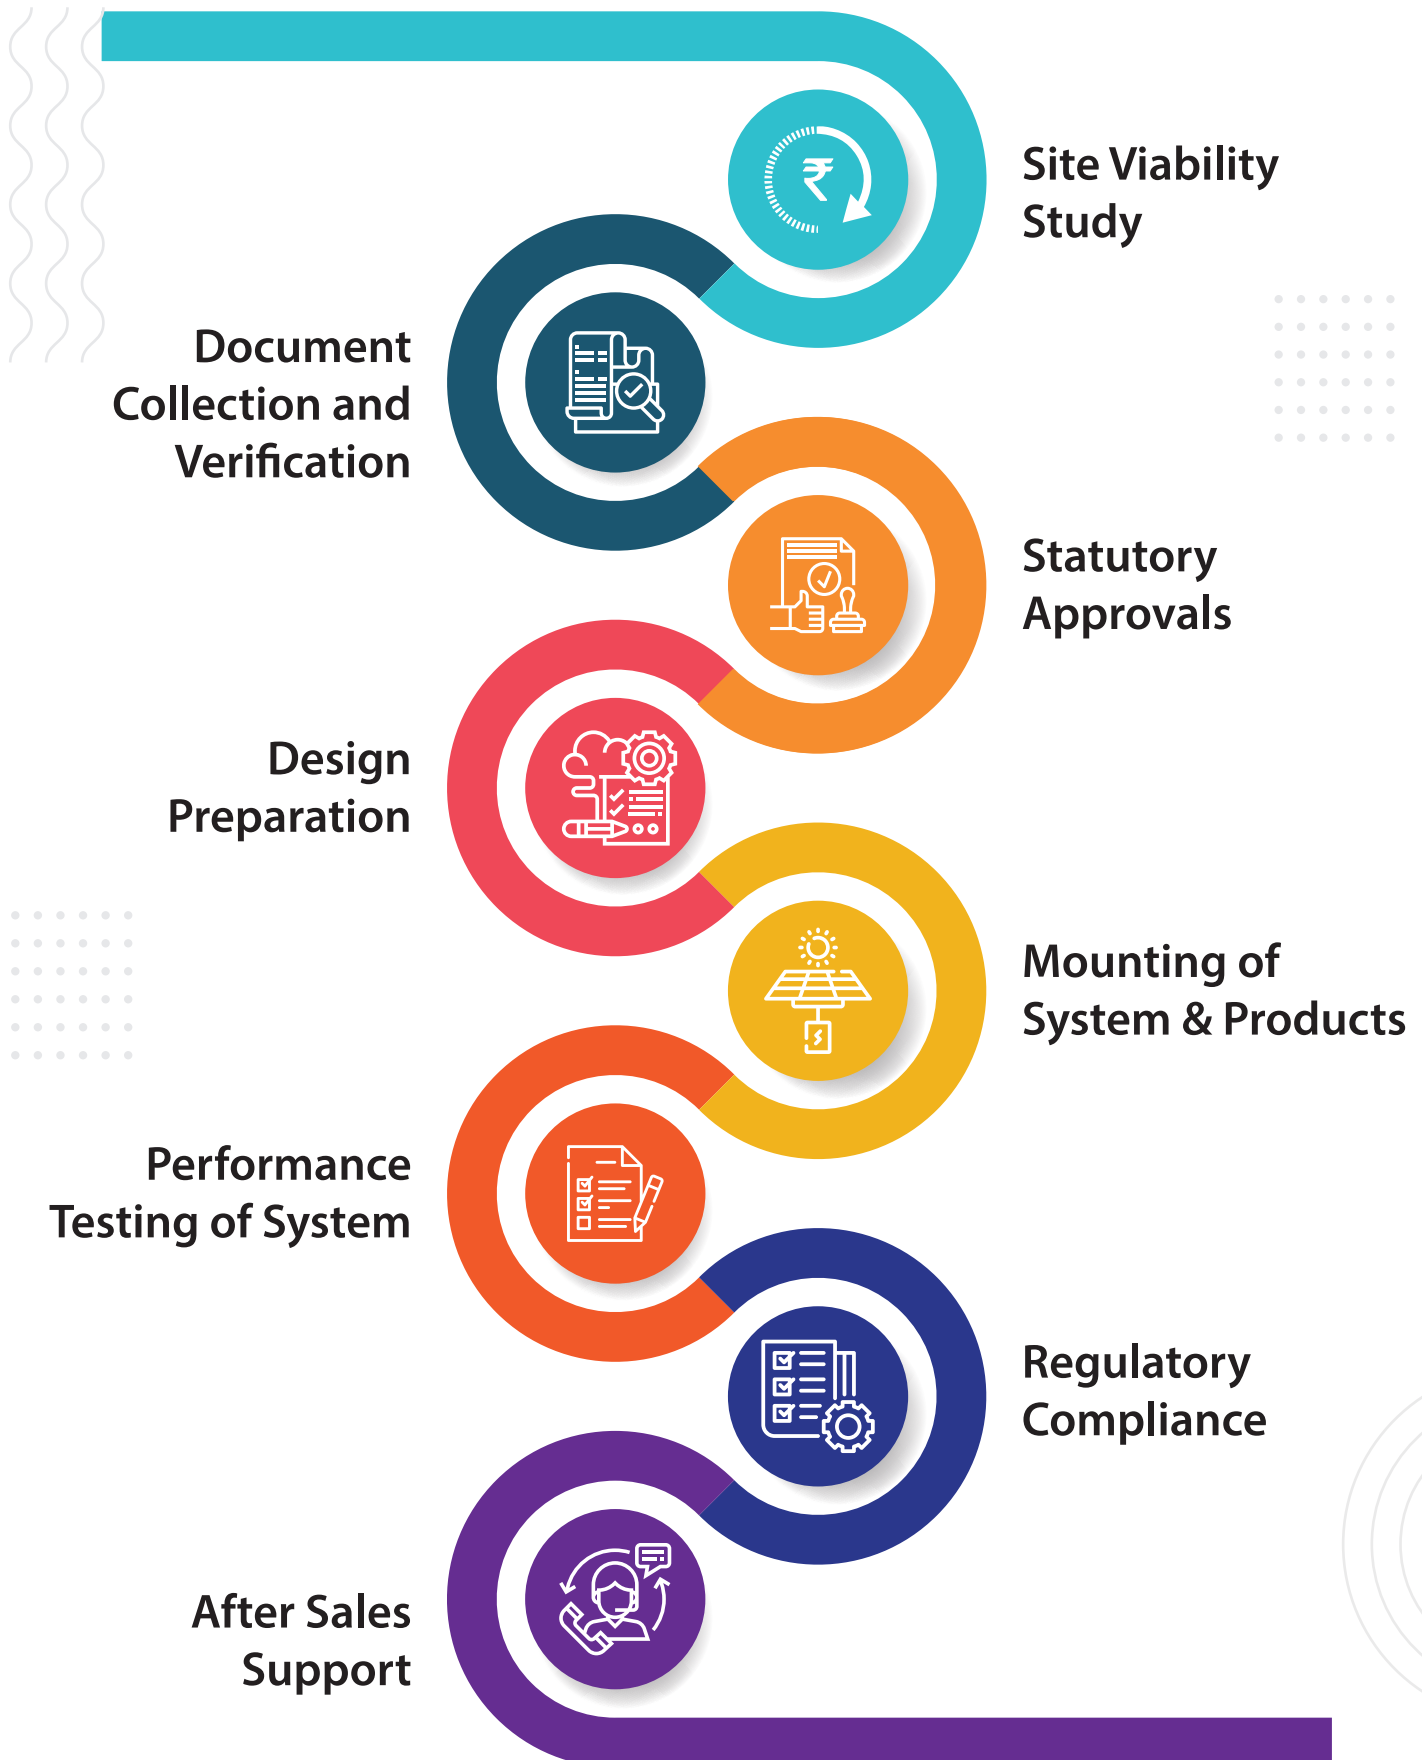 Site Viability
Study
Document
Collection and
Verification
Statutory
Approvals
Design
Preparation
Mounting of
System & Products
Performance
Testing of System
Regulatory
Compliance
After Sales
Support